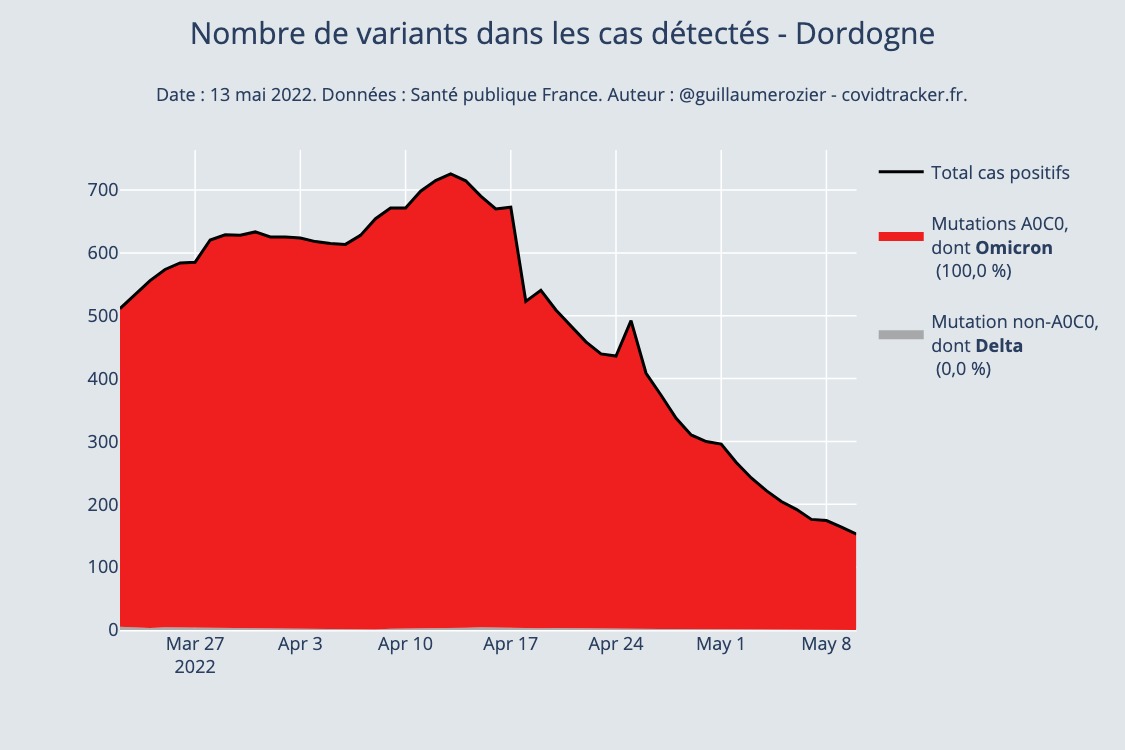 Nombre de variants dans les cas détectés - Dordogne
Date : 13 mai 2022. Données : Santé publique France. Auteur : @guillaumerozier - covidtracker.fr.
700
600
500
400
300
200
100
0
Mar 27
2022
Apr 3
Apr 10
Apr 17
Apr 24
May 1
May 8
Total cas positifs
Mutations A0C0,
dont Omicron
(100,0 %)
Mutation non-A0C0,
dont Delta
(0,0 %)